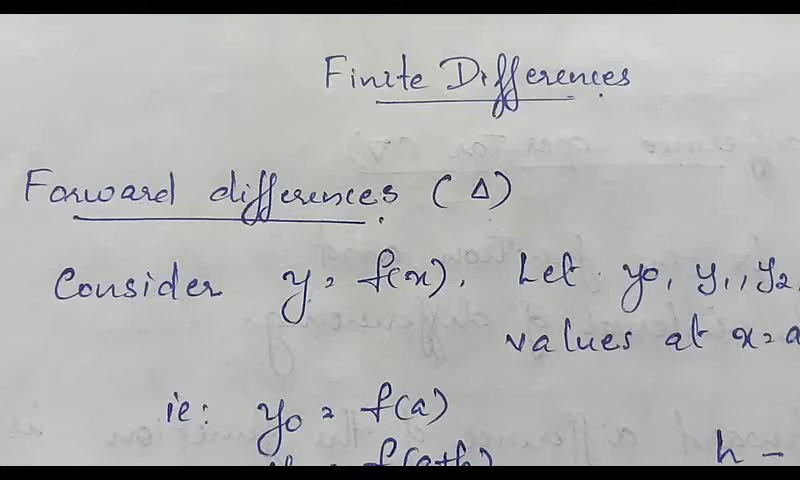 Finite Differences
Forward differences (Δ)
Consider y = f(x). Let y₀, y₁, y₂,
values at x = a
ie: y₀ = f(a)
f(a+h)
h -